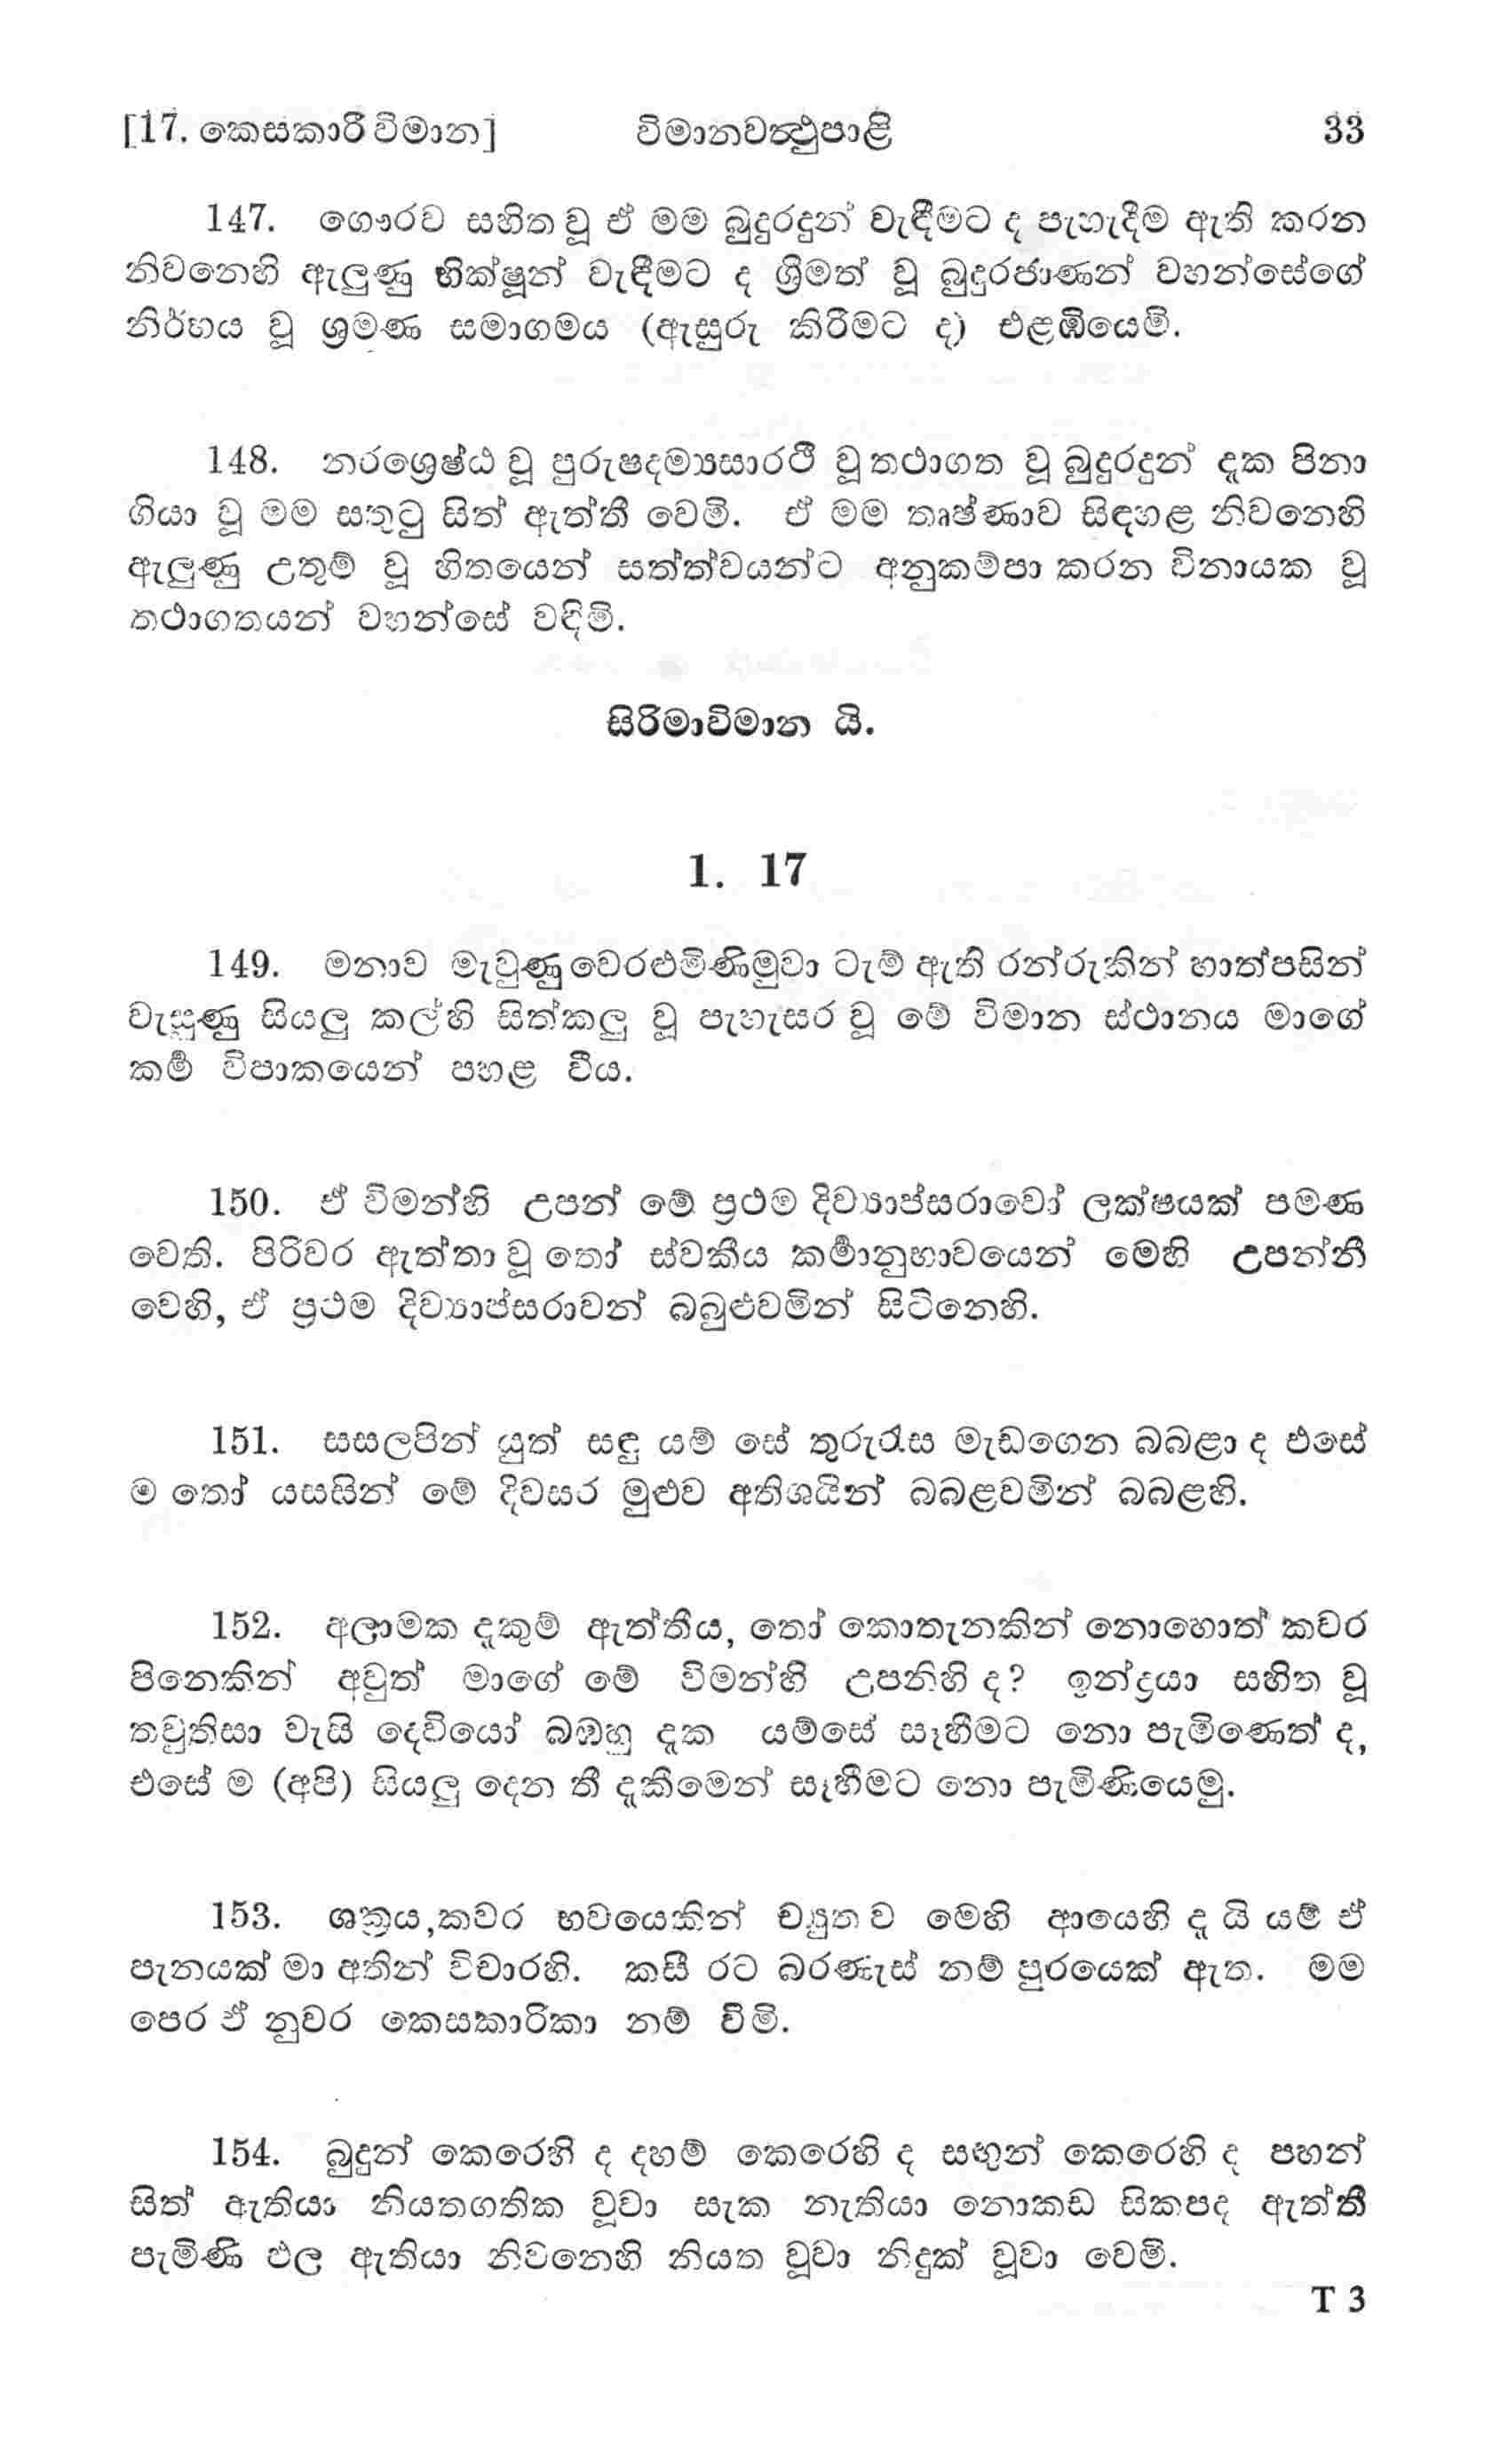 [17. කෙසකාරී විමාන] විමානවත්‍ථුපාළි 33
147. ගෞරව සහිත වූ ඒ මම බුදුරදුන් වැඳීමට ද පැහැදීම ඇති කරන
නිවනෙහි ඇලුණු භික්ෂූන් වැඳීමට ද ශ්‍රීමත් වූ බුදුරජාණන් වහන්සේගේ
නිර්භය වූ ශ්‍රමණ සමාගමය (ඇසුරු කිරීමට ද) එළඹියෙමි.
148. නරශ්‍රෙෂ්ඨ වූ පුරුෂදම්‍යසාරථි වූ තථාගත වූ බුදුරදුන් දැක පිනා
ගියා වූ මම සතුටු සිත් ඇත්තී වෙමි. ඒ මම තෘෂ්ණාව සිඳහළ නිවනෙහි
ඇලුණු උතුම් වූ හිතයෙන් සත්ත්වයන්ට අනුකම්පා කරන විනායක වූ
තථාගතයන් වහන්සේ වඳිමි.
සිරිමාවිමාන යි.
1. 17
149. මනාව මැවුණු වෙරළුමිණිමුවා ටැම් ඇති රන්රුකින් හාත්පසින්
වැසුණු සියලු කල්හි සිත්කලු වූ පැහැසර වූ මේ විමාන ස්ථානය මාගේ
කර්‍ම විපාකයෙන් පහළ වීය.
150. ඒ විමන්හි උපන් මේ ප්‍රථම දිව්‍යාප්සරාවෝ ලක්ෂයක් පමණ
වෙති. පිරිවර ඇත්තා වූ තෝ ස්වකීය කර්‍මානුභාවයෙන් මෙහි උපන්නී
වෙහි, ඒ ප්‍රථම දිව්‍යාප්සරාවන් බබුළුවමින් සිටිනෙහි.
151. සසලපින් යුත් සඳු යම් සේ තුරුරැස මැඩගෙන බබළා ද එසේ
ම තෝ යසසින් මේ දිවසර මුළුව අතිශයින් බබළවමින් බබළහි.
152. අලාමක දැකුම් ඇත්තීය, තෝ කොතැනකින් නොහොත් කවර
පිනෙකින් අවුත් මාගේ මේ විමන්හි උපනිහි ද? ඉන්ද්‍රයා සහිත වූ
තවුතිසා වැසි දෙවියෝ බඹහු දැක යම්සේ සෑහීමට නො පැමිණෙත් ද,
එසේ ම (අපි) සියලු දෙන තී දැකීමෙන් සෑහීමට නො පැමිණියෙමු.
153. ශක්‍රය,කවර භවයෙකින් ච්‍යුත ව මෙහි ආයෙහි දැ යි යම් ඒ
පැනයක් මා අතින් විචාරහි. කසී රට බරණැස් නම් පුරයෙක් ඇත. මම
පෙර ඒ නුවර කෙසකාරිකා නම් වීමි.
154. බුදුන් කෙරෙහි ද දහම් කෙරෙහි ද සඟුන් කෙරෙහි ද පහන්
සිත් ඇතියා නියතගතික වූවා සැක නැතියා නොකඩ සිකපද ඇත්තී
පැමිණි ඵල ඇතියා නිවනෙහි නියත වූවා නිදුක් වූවා වෙමි.
T 3